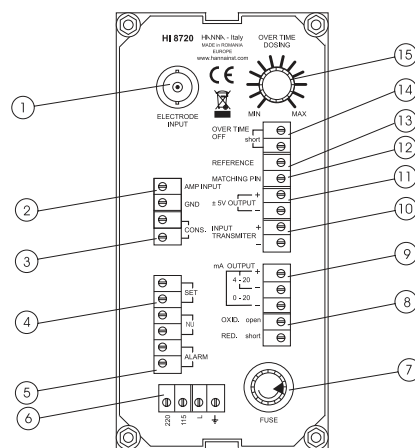 HI 8720
HANNA - Italy
MADE in ROMANIA
EUROPE
www.hannainst.com
OVER TIME
DOSING
CE
MIN
MAX
ELECTRODE
INPUT
OVER TIME
OFF
short
REFERENCE
MATCHING PIN
AMP INPUT
GND
CONS.
± 5V OUTPUT
+
-
INPUT
TRANSMITER
+
-
mA OUTPUT
+
4 - 20
-
0 - 20
-
SET
NU
ALARM
OXID. open
RED. short
220
115
L
FUSE
1
2
3
4
5
6
15
14
13
12
11
10
9
8
7